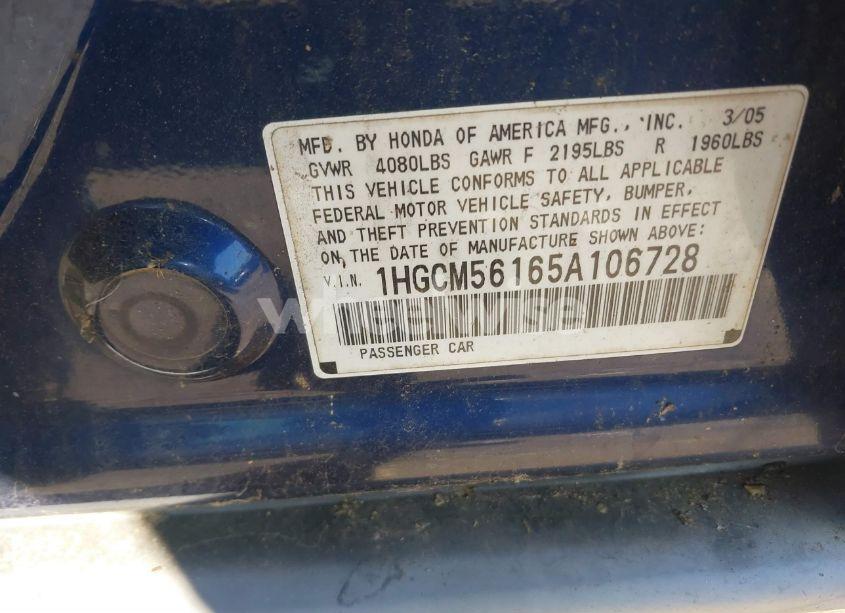 MFD. BY HONDA OF AMERICA MFG., INC. 3/05
GVWR 4080LBS GAWR F 2195LBS R 1960LBS
THIS VEHICLE CONFORMS TO ALL APPLICABLE
FEDERAL MOTOR VEHICLE SAFETY, BUMPER,
AND THEFT PREVENTION STANDARDS IN EFFECT
ON THE DATE OF MANUFACTURE SHOWN ABOVE:
V.I.N. 1HGCM56165A106728
PASSENGER CAR